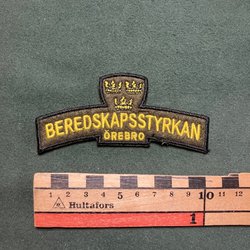 BEREDSKAPSSTYRKAN
ÖREBRO
1 2 3 4 5 6 7 8 9 10 11 12
Hultafors
1